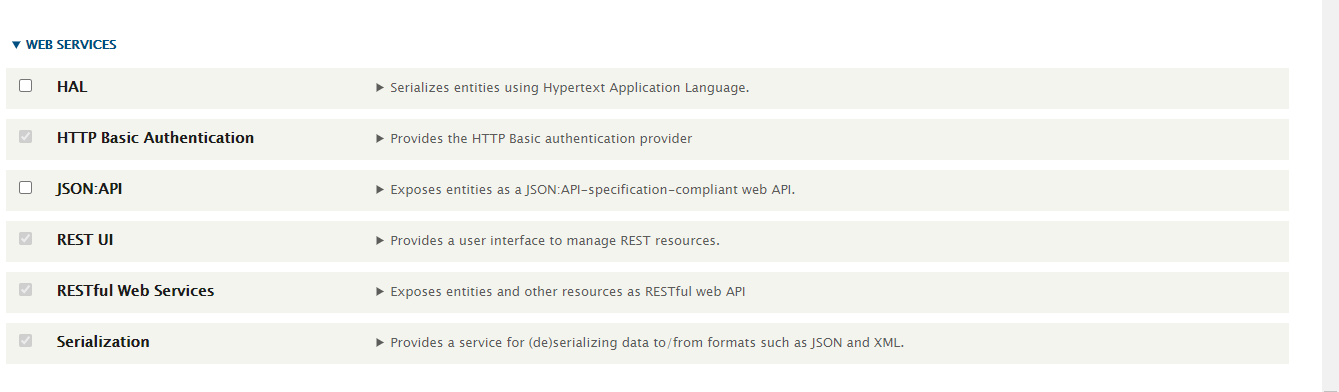 WEB SERVICES
HAL Serializes entities using Hypertext Application Language.
HTTP Basic Authentication Provides the HTTP Basic authentication provider
JSON:API Exposes entities as a JSON:API-specification-compliant web API.
REST UI Provides a user interface to manage REST resources.
RESTful Web Services Exposes entities and other resources as RESTful web API
Serialization Provides a service for (de)serializing data to/from formats such as JSON and XML.